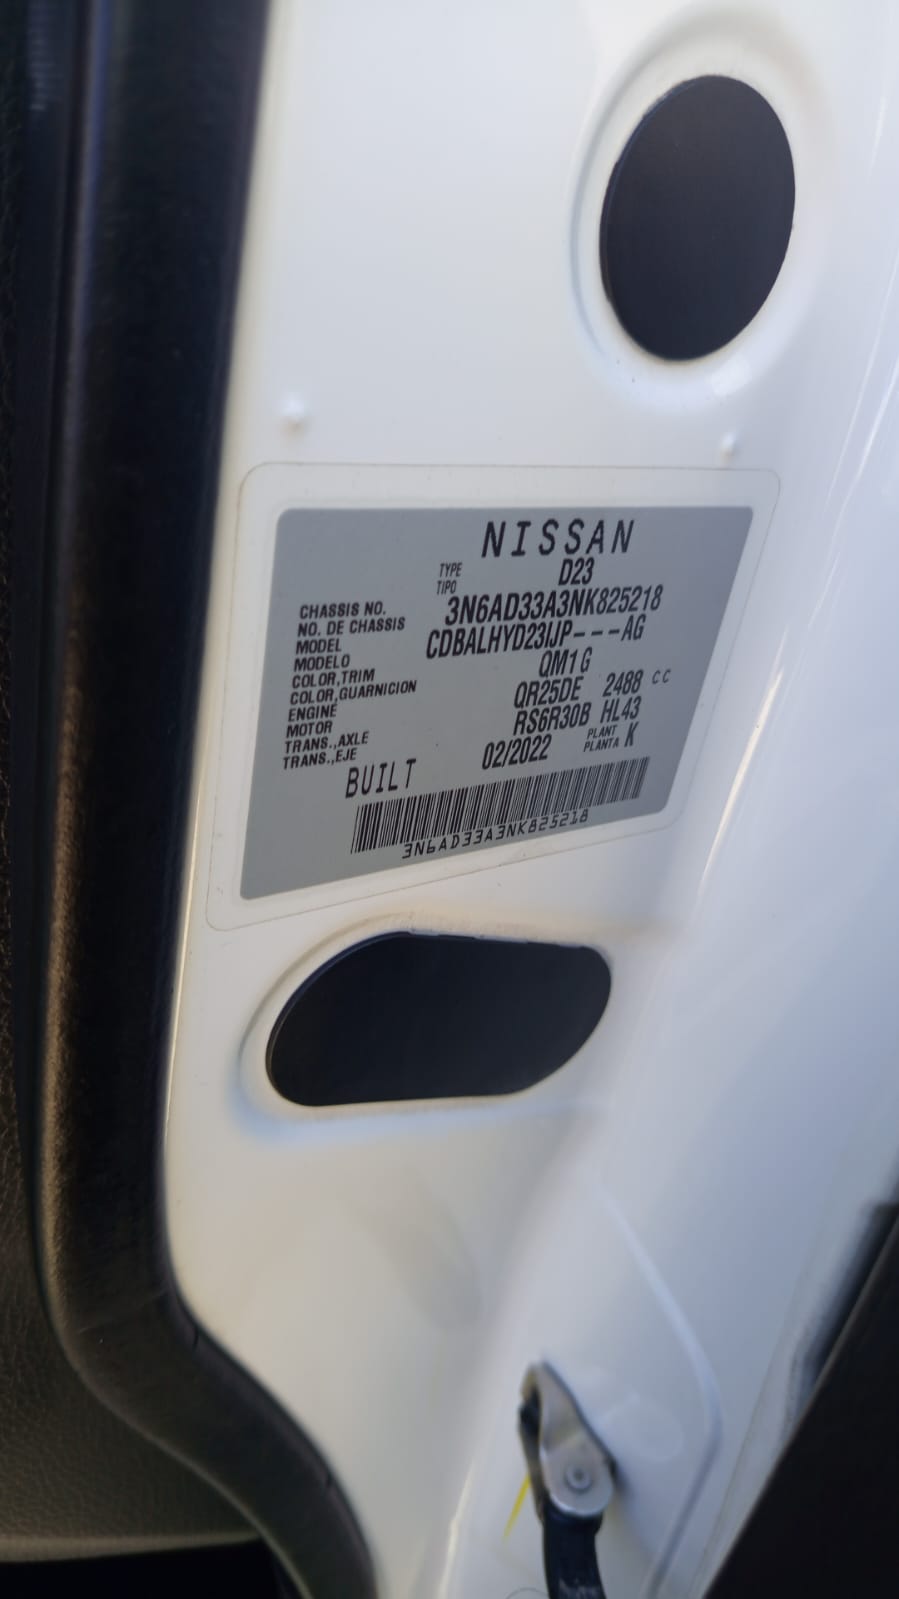 NISSAN
TYPE
TIPO
D23
CHASSIS NO.
NO. DE CHASSIS
3N6AD33A3NK825218
MODEL
MODELO
CDBALHYD23IJP---AG
COLOR,TRIM
COLOR,GUARNICION
QM1 G
ENGINE
MOTOR
QR25DE 2488 CC
TRANS.,AXLE
TRANS.,EJE
RS6R30B HL43
BUILT 02/2022
PLANT
PLANTA
K
3N6AD33A3NK825218